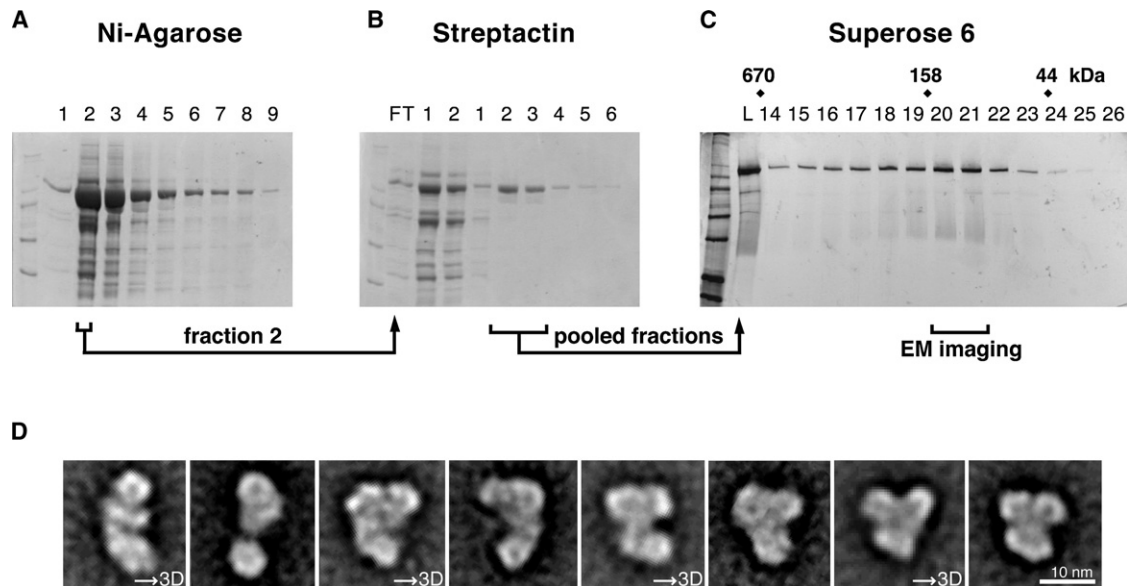 A
Ni-Agarose
1 2 3 4 5 6 7 8 9
fraction 2
B
Streptactin
FT 1 2 1 2 3 4 5 6
pooled fractions
C
Superose 6
670 158 44 kDa
L 14 15 16 17 18 19 20 21 22 23 24 25 26
EM imaging
D
→3D
→3D
→3D
→3D
10 nm